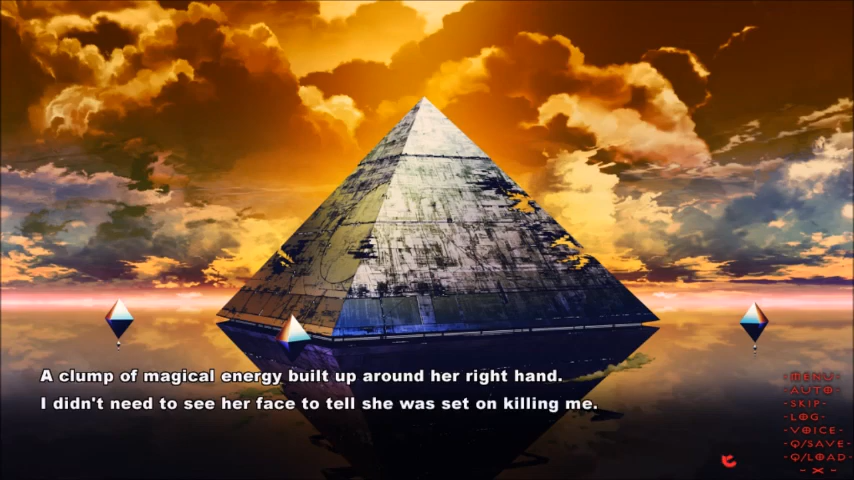 A clump of magical energy built up around her right hand.
I didn't need to see her face to tell she was set on killing me.
-MENU-
-AUTO-
-SKIP-
-LOG-
-VOICE-
-Q/SAVE-
-Q/LOAD-
-X-